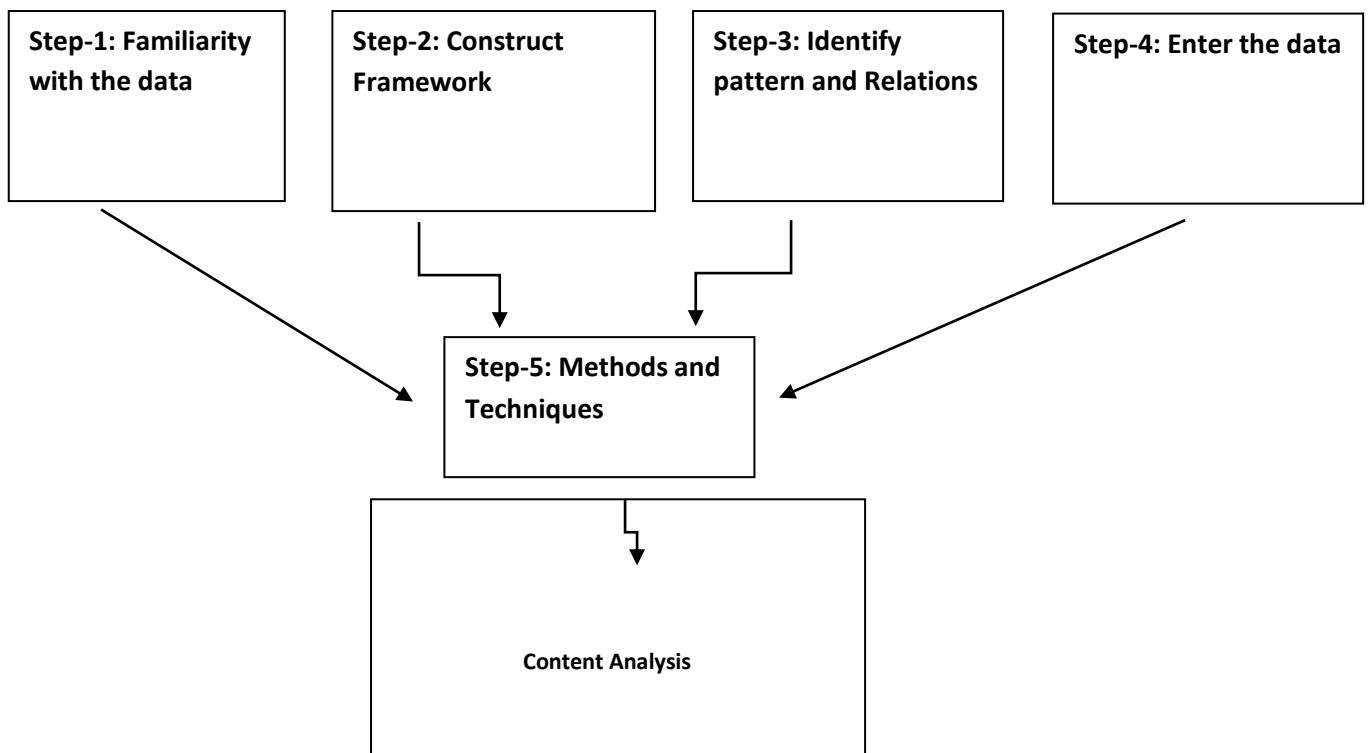 Step-1: Familiarity
with the data
Step-2: Construct
Framework
Step-3: Identify
pattern and Relations
Step-4: Enter the data
Step-5: Methods and
Techniques
Content Analysis